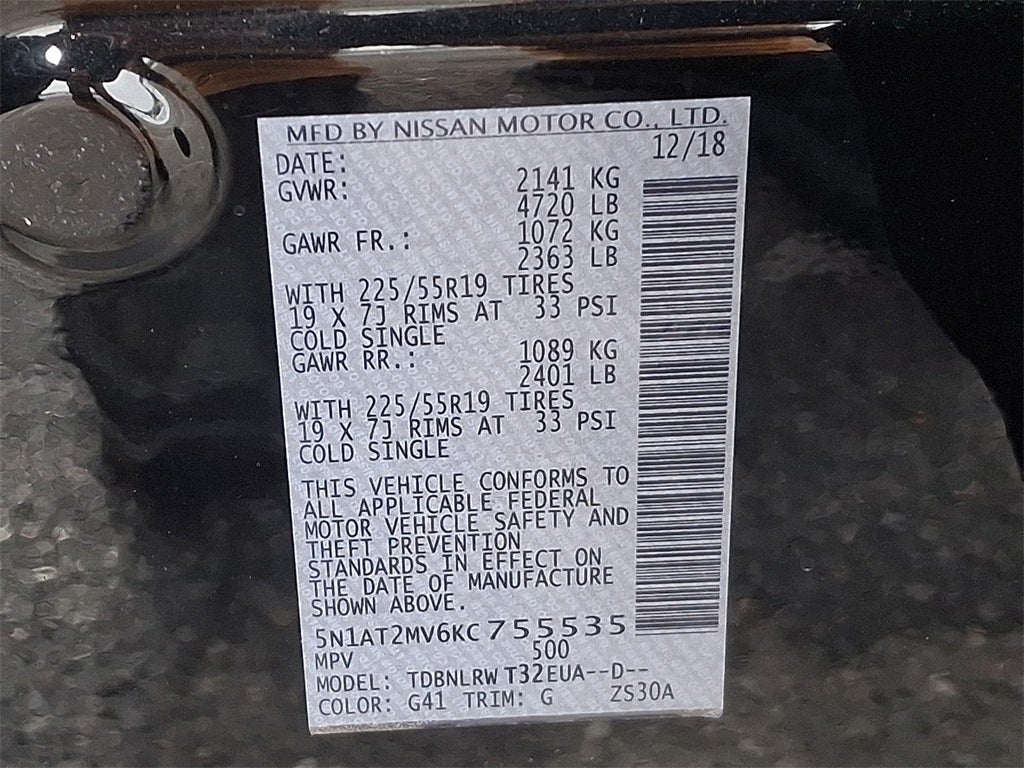 MFD BY NISSAN MOTOR CO., LTD.
DATE: 12/18
GVWR: 2141 KG
4720 LB
GAWR FR.: 1072 KG
2363 LB
WITH 225/55R19 TIRES
19 X 7J RIMS AT 33 PSI
COLD SINGLE
GAWR RR.: 1089 KG
2401 LB
WITH 225/55R19 TIRES
19 X 7J RIMS AT 33 PSI
COLD SINGLE
THIS VEHICLE CONFORMS TO
ALL APPLICABLE FEDERAL
MOTOR VEHICLE SAFETY AND
THEFT PREVENTION
STANDARDS IN EFFECT ON
THE DATE OF MANUFACTURE
SHOWN ABOVE.
5N1AT2MV6KC755535
MPV 500
MODEL: TDBNLRW T32EUA--D--
COLOR: G41 TRIM: G ZS30A